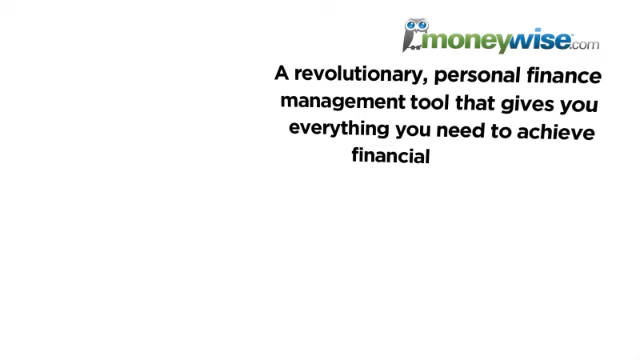 moneywise.com
A revolutionary, personal finance
management tool that gives you
everything you need to achieve
financial